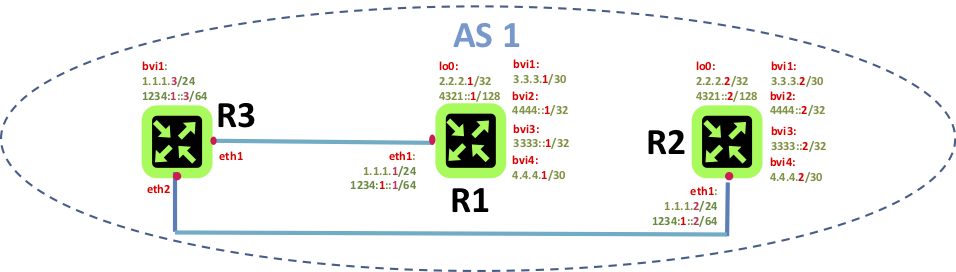 AS 1
bvi1:
1.1.1.3/24
1234:1::3/64
R3
eth1
eth2
lo0:
2.2.2.1/32
4321::1/128
bvi1:
3.3.3.1/30
bvi2:
4444::1/32
bvi3:
3333::1/32
bvi4:
4.4.4.1/30
eth1:
1.1.1.1/24
1234:1::1/64
R1
lo0:
2.2.2.2/32
4321::2/128
bvi1:
3.3.3.2/30
bvi2:
4444::2/32
bvi3:
3333::2/32
bvi4:
4.4.4.2/30
R2
eth1:
1.1.1.2/24
1234:1::2/64